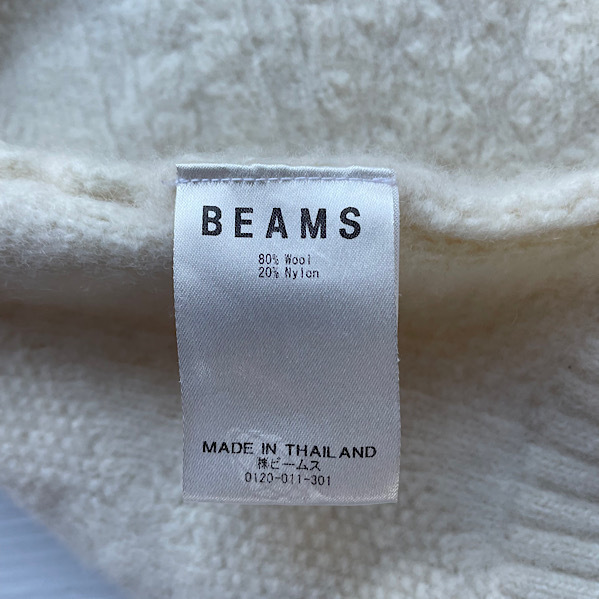 BEAMS
80% Wool
20% Nylon
MADE IN THAILAND
㈱ビームス
0120-011-301